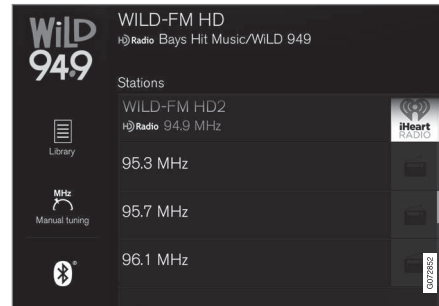 WiLD
94.9
WILD-FM HD
HD Radio Bays Hit Music/WiLD 949
Stations
WILD-FM HD2
HD Radio 94.9 MHz
iHeart
RADIO
Library
95.3 MHz
MHz
Manual tuning
95.7 MHz
96.1 MHz
G072852